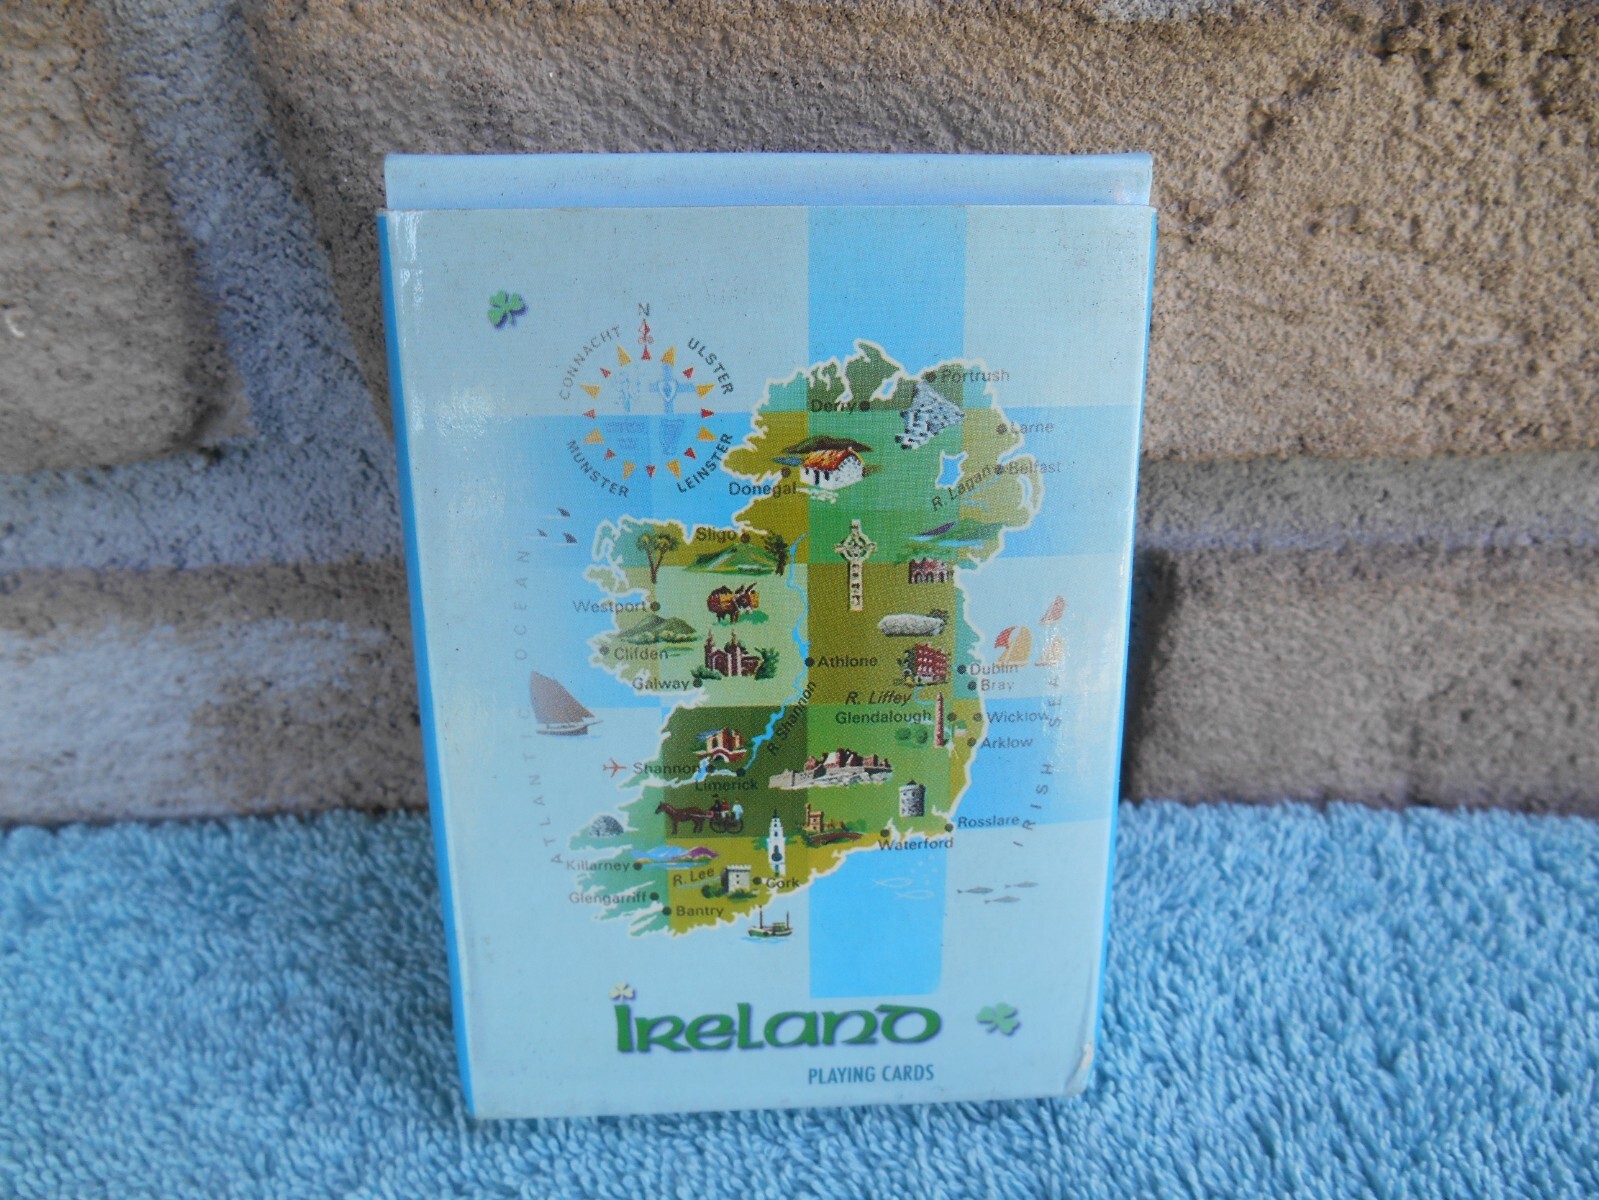 N
CONNACHT
ULSTER
MUNSTER
LEINSTER
Portrush
Derry
Larne
Belfast
R. Lagan
Donegal
Sligo
ATLANTIC OCEAN
Westport
Clifden
Galway
Athlone
Dublin
Bray
R. Liffey
R. Shannon
Glendalough
Wicklow
IRISH SEA
Arklow
Shannon
Limerick
Rosslare
Waterford
Killarney
R. Lee
Cork
Glengarriff
Bantry
IRELAND
PLAYING CARDS